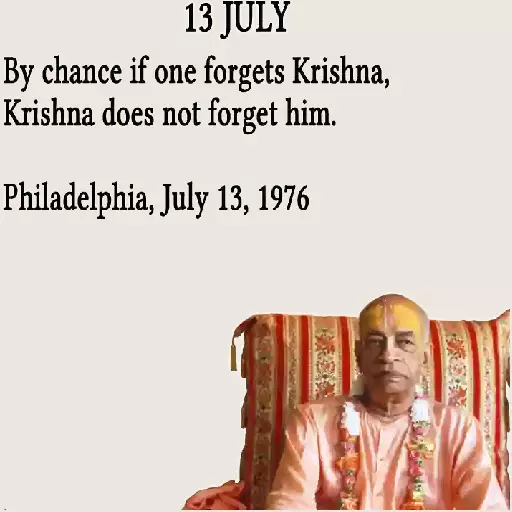 13 JULY
By chance if one forgets Krishna,
Krishna does not forget him.
Philadelphia, July 13, 1976